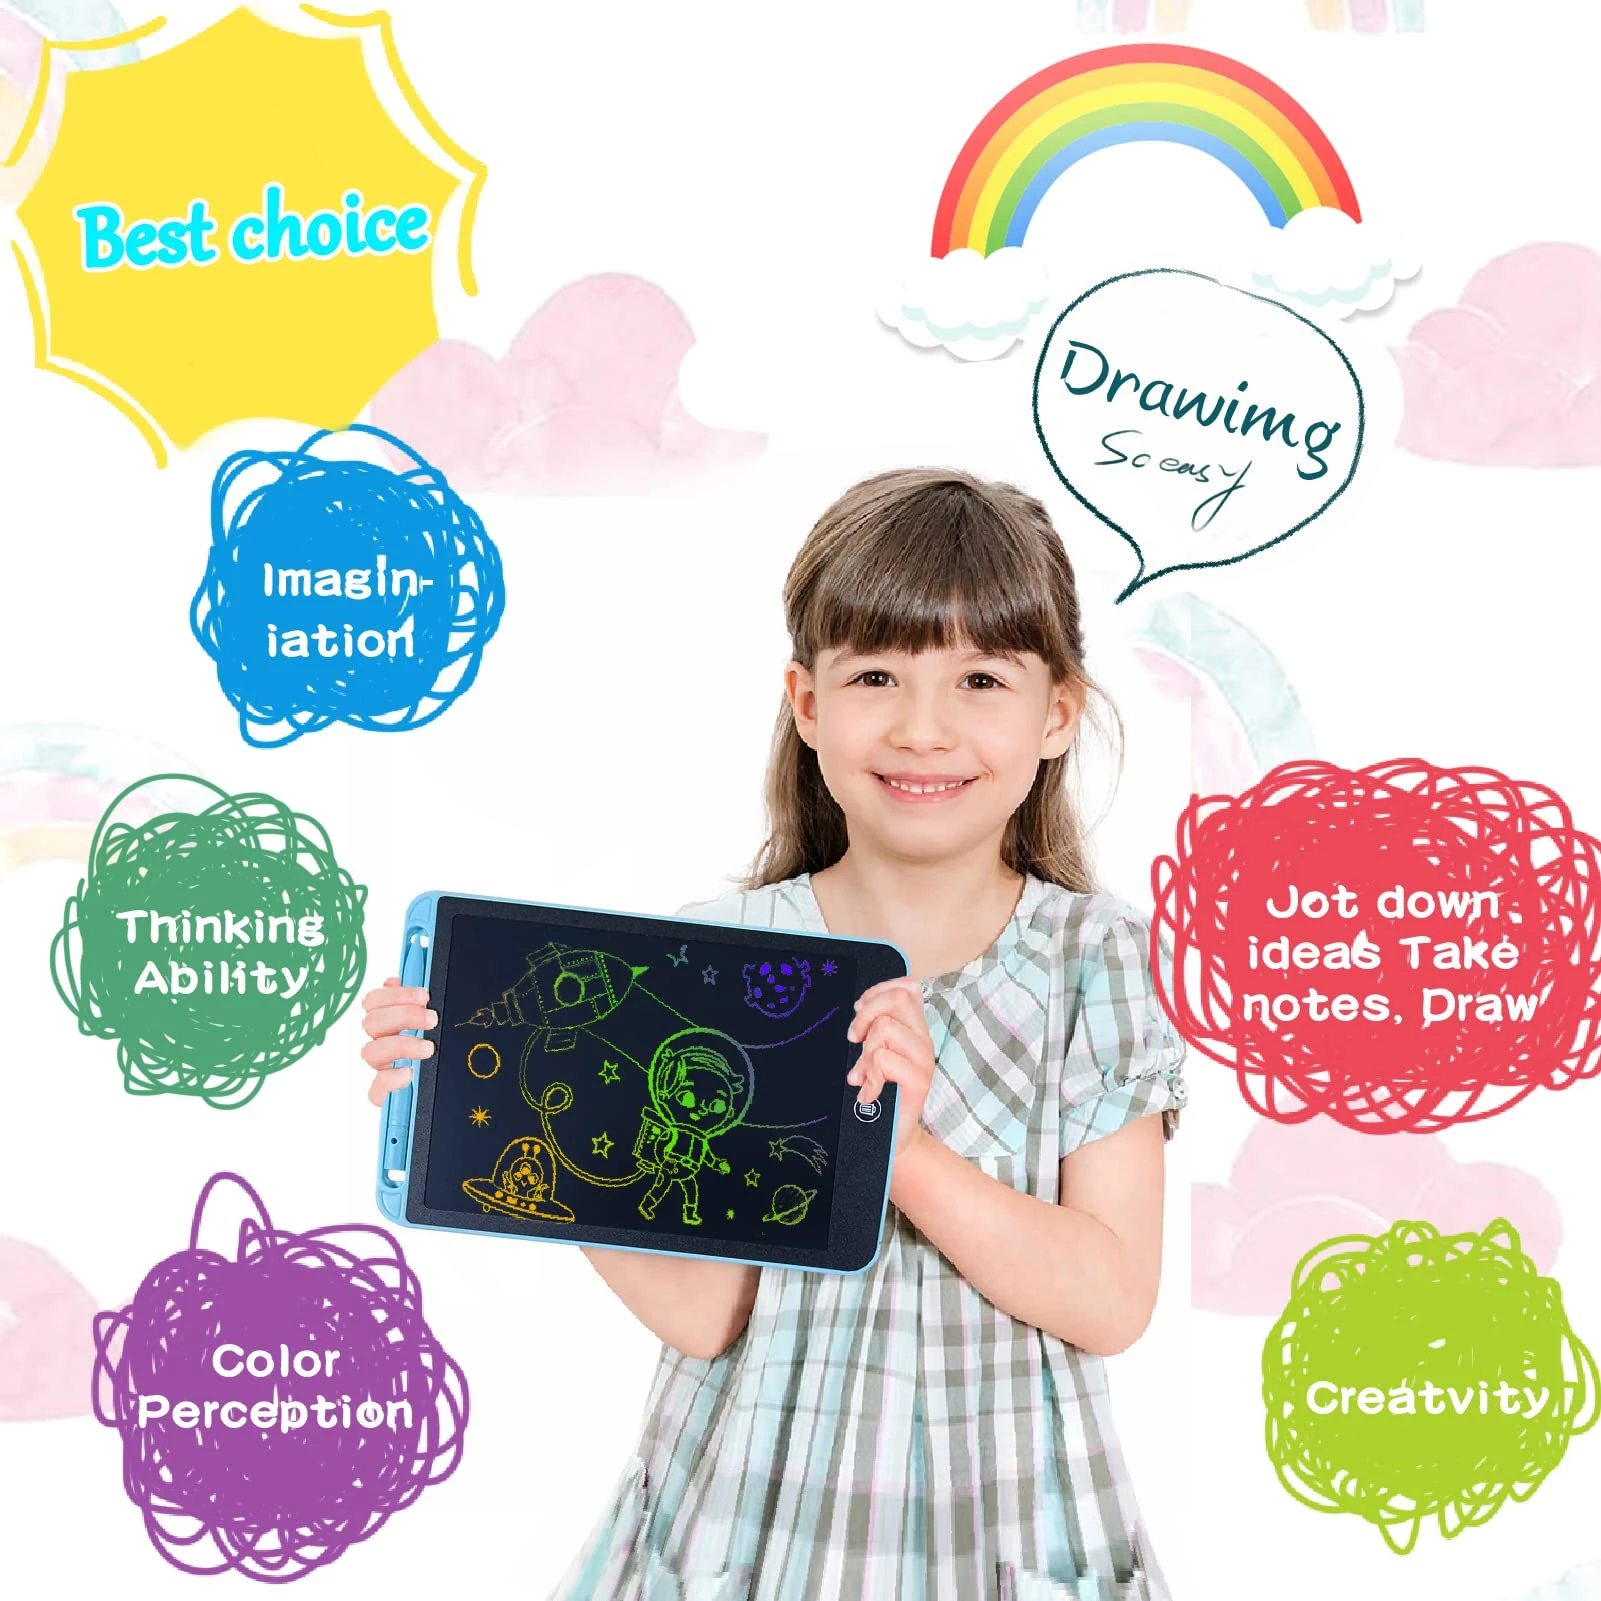 Best choice
Drawimg
So easy
Imagin-
iation
Thinking
Ability
Jot down
ideas Take
notes, Draw
Color
Perception
Creatvity